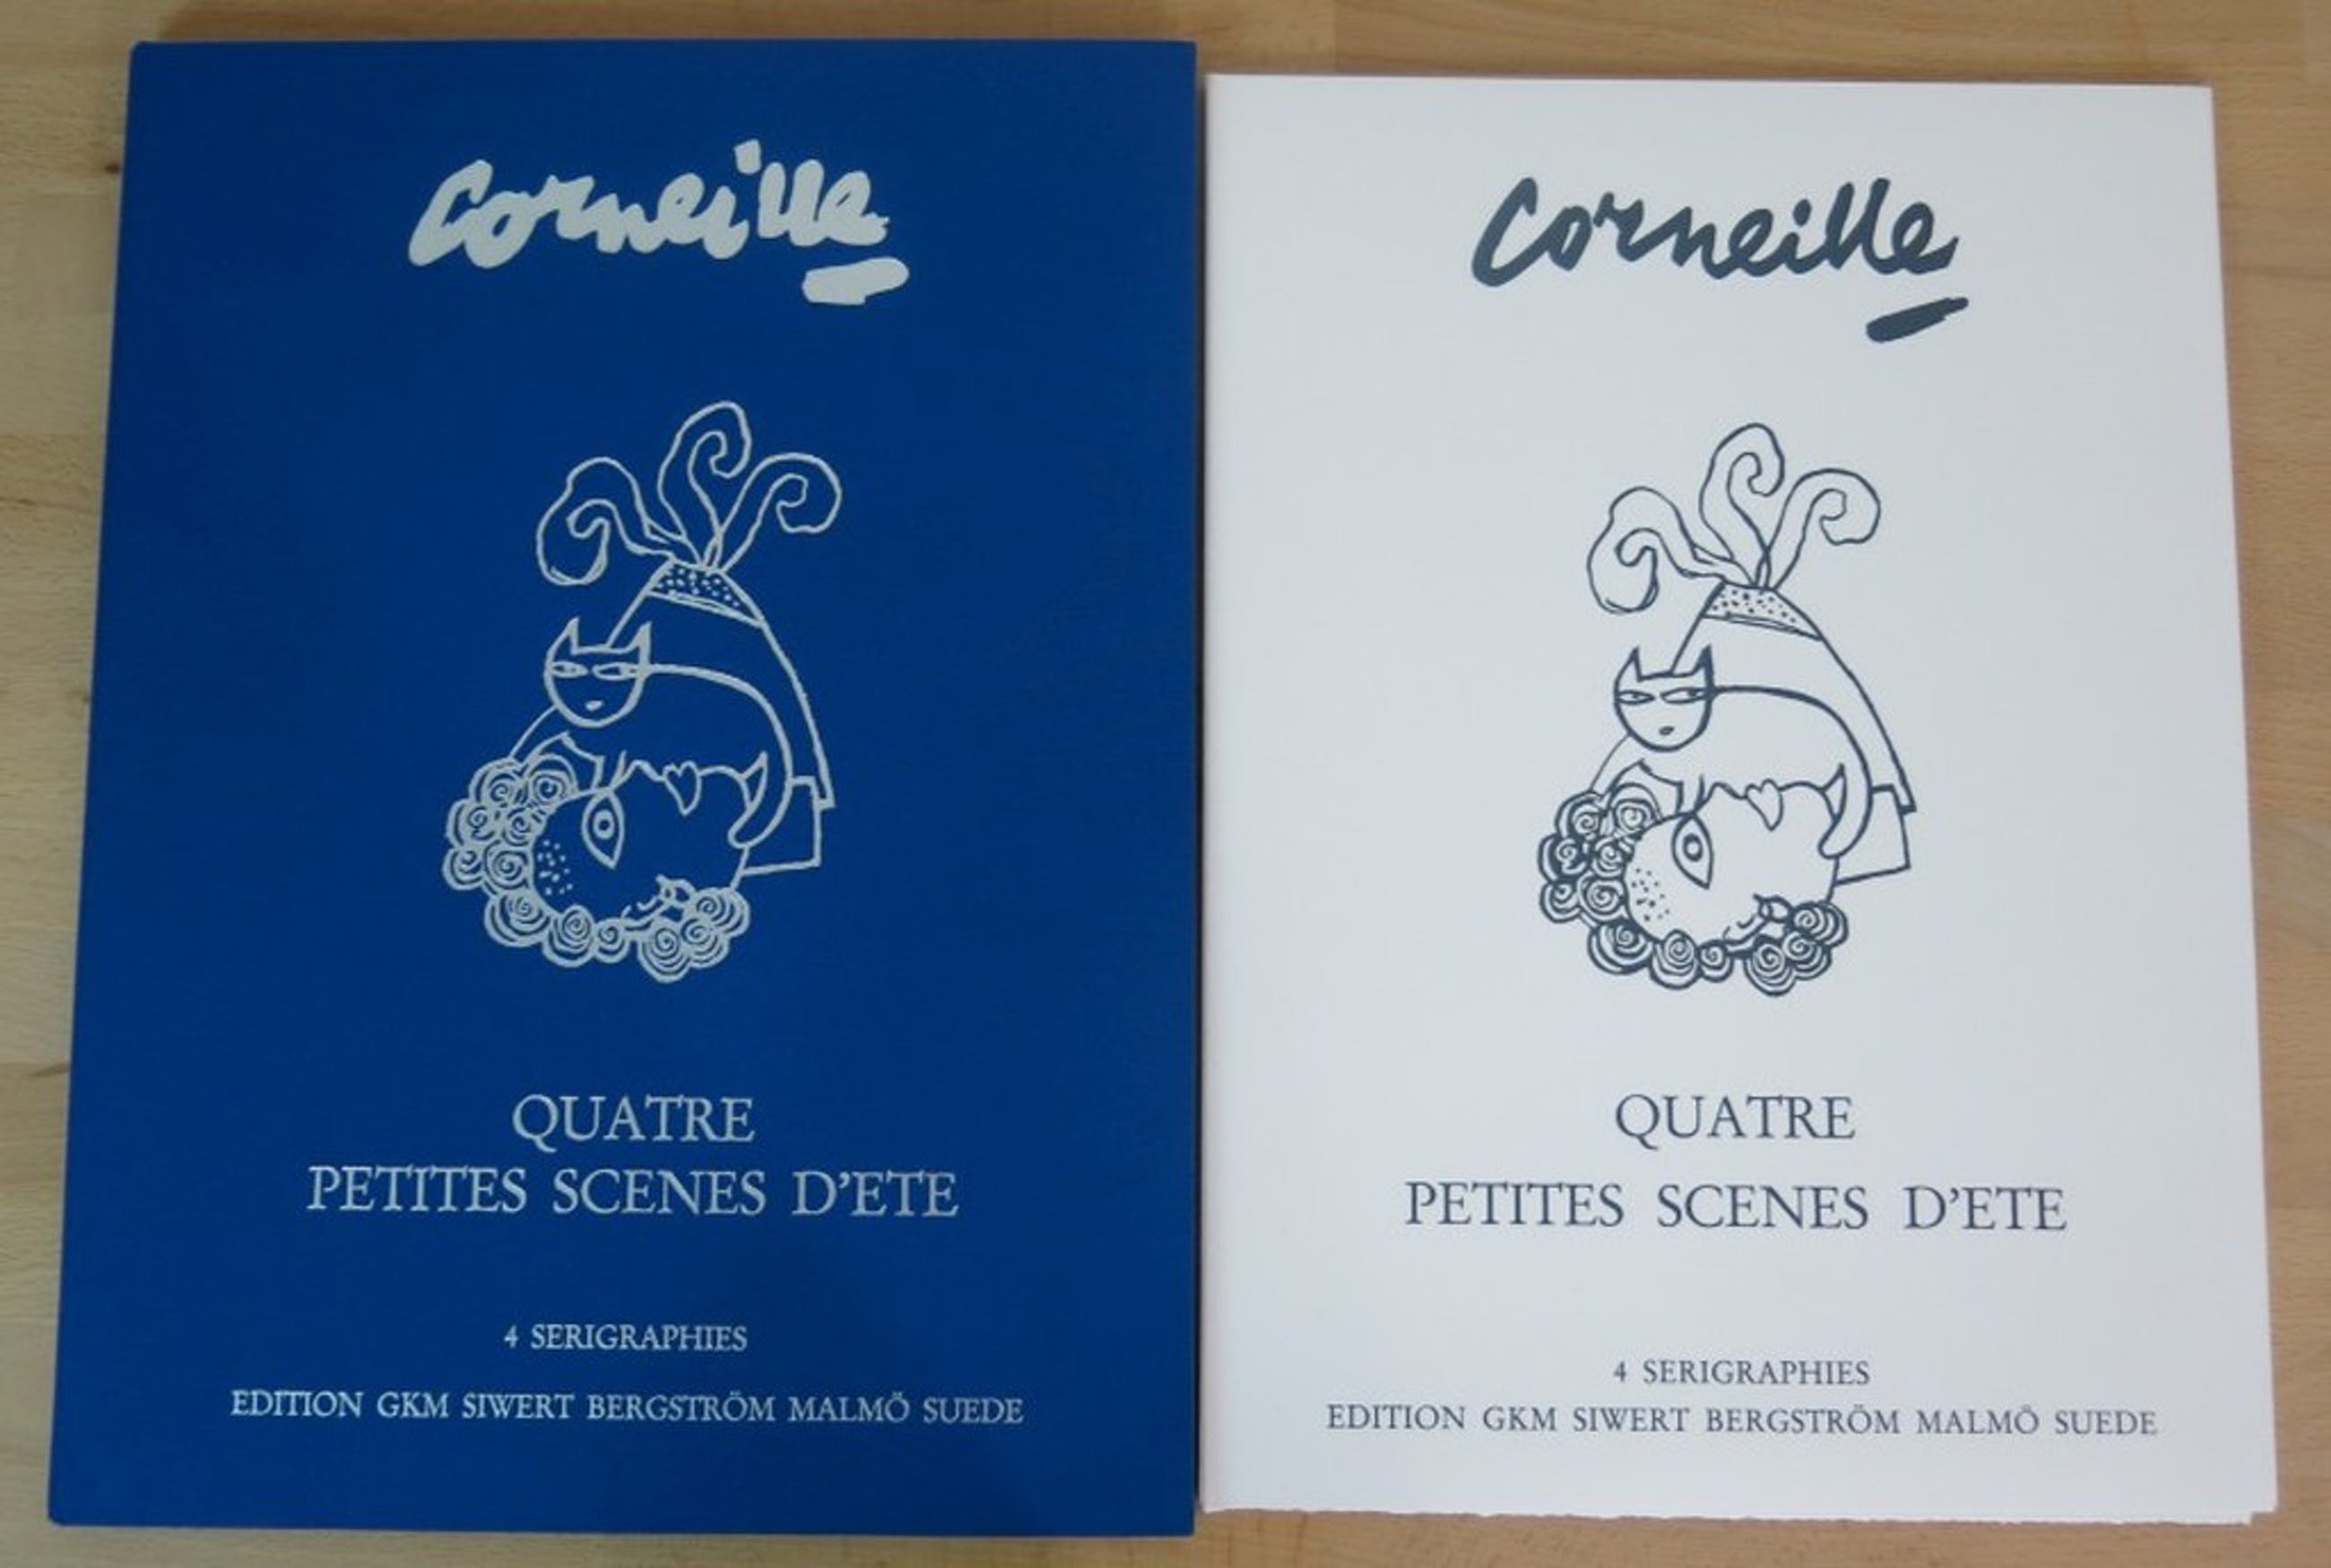 Corneille
QUATRE
PETITES SCENES D'ETE
4 SERIGRAPHIES
EDITION GKM SIWERT BERGSTRÖM MALMÖ SUEDE
Corneille
QUATRE
PETITES SCENES D'ETE
4 SERIGRAPHIES
EDITION GKM SIWERT BERGSTRÖM MALMÖ SUEDE